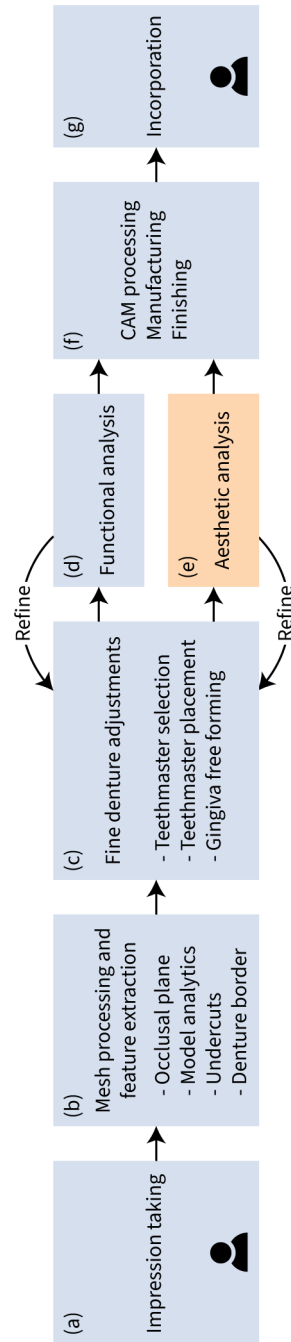 (a)
Impression taking
(b)
Mesh processing and
feature extraction
- Occlusal plane
- Model analytics
- Undercuts
- Denture border
(c)
Fine denture adjustments
- Teethmaster selection
- Teethmaster placement
- Gingiva free forming
Refine
(d)
Functional analysis
(e)
Aesthetic analysis
Refine
(f)
CAM processing
Manufacturing
Finishing
(g)
Incorporation